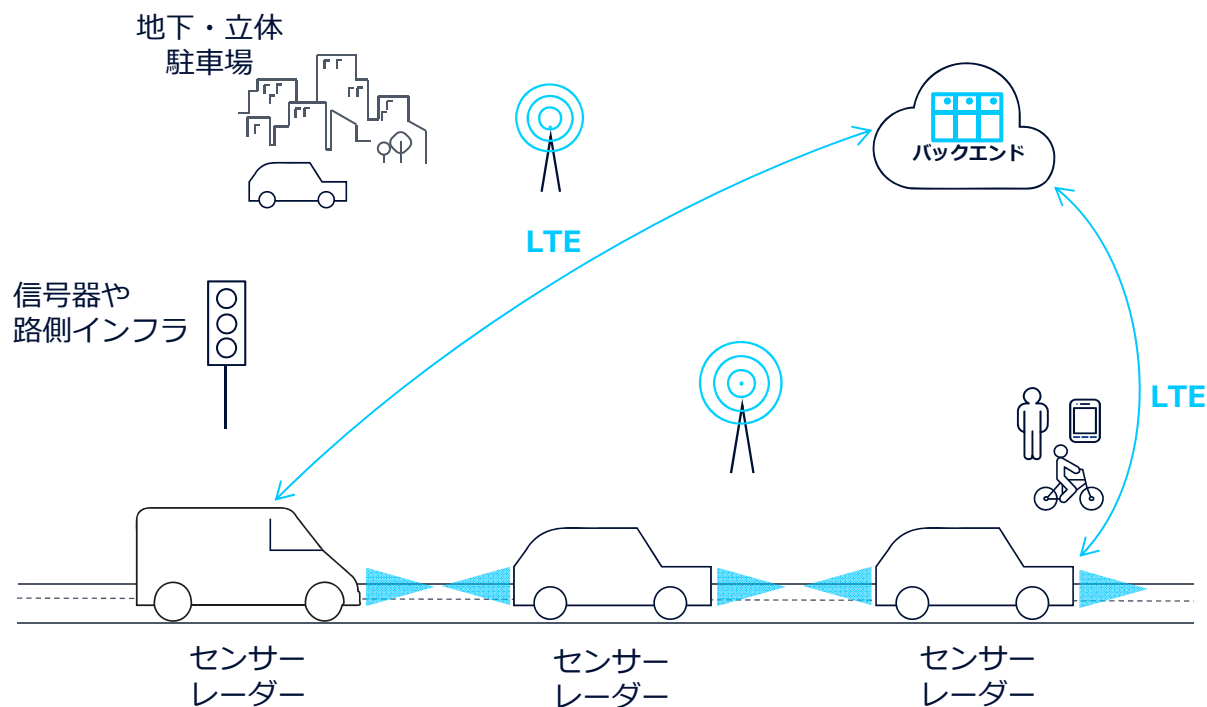 地下・立体
駐車場
バックエンド
LTE
信号器や
路側インフラ
LTE
センサー
レーダー
センサー
レーダー
センサー
レーダー